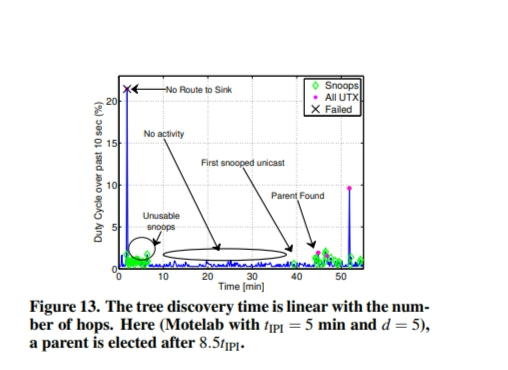 Snoops
All UTX
Failed
No Route to Sink
No activity
First snooped unicast
Parent Found
Unusable
snoops
Duty Cycle over past 10 sec (%)
20
15
10
5
0
0 10 20 30 40 50
Time [min]
Figure 13. The tree discovery time is linear with the num-
ber of hops. Here (Motelab with tIPI = 5 min and d = 5),
a parent is elected after 8.5tIPI.